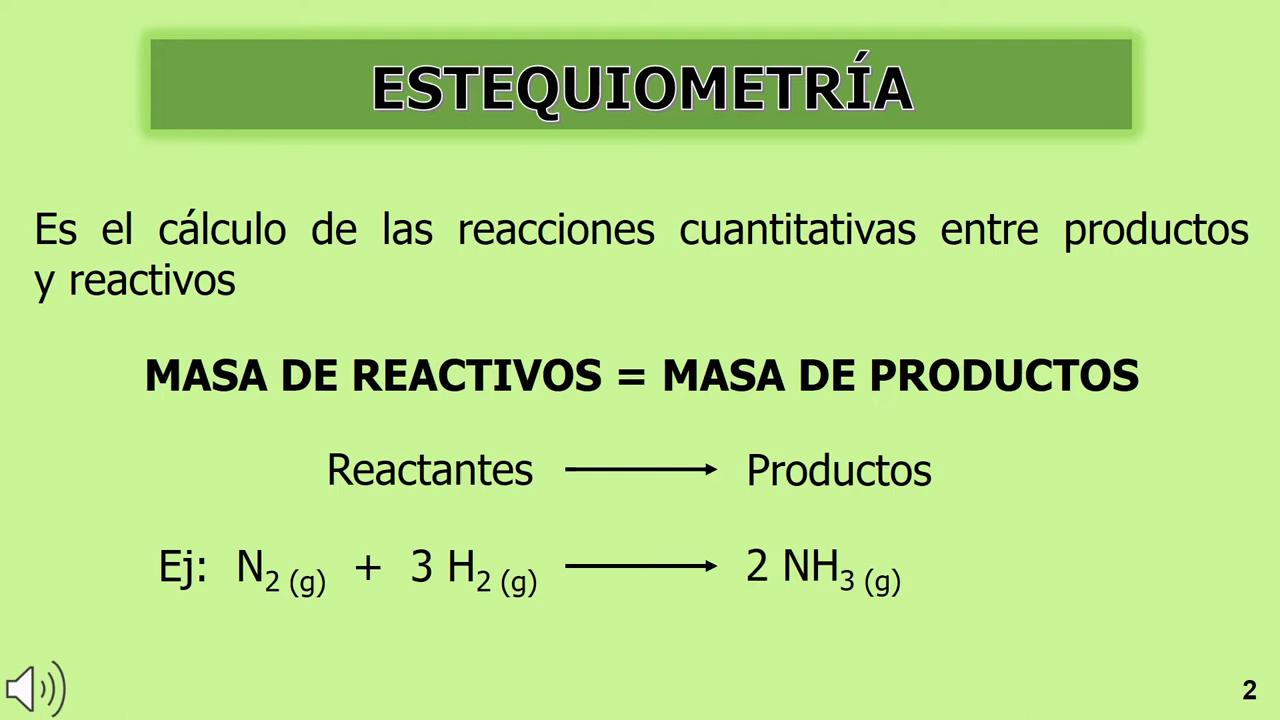 ESTEQUIOMETRÍA
Es el cálculo de las reacciones cuantitativas entre productos
y reactivos
MASA DE REACTIVOS = MASA DE PRODUCTOS
Reactantes ⟶ Productos
Ej: N₂ (g) + 3 H₂ (g) ⟶ 2 NH₃ (g)
2